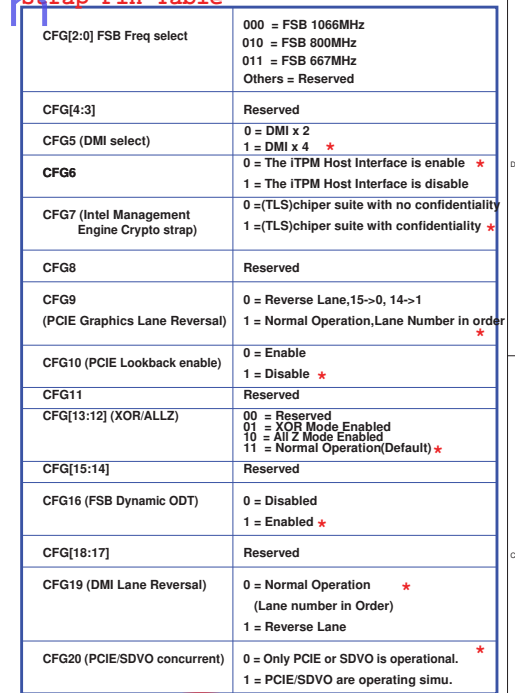 Strap Pin Table
CFG[2:0] FSB Freq select
000 = FSB 1066MHz
010 = FSB 800MHz
011 = FSB 667MHz
Others = Reserved
CFG[4:3]
Reserved
CFG5 (DMI select)
0 = DMI x 2
1 = DMI x 4 *
CFG6
0 = The iTPM Host Interface is enable *
1 = The iTPM Host Interface is disable
CFG7 (Intel Management
Engine Crypto strap)
0 =(TLS)chiper suite with no confidentiality
1 =(TLS)chiper suite with confidentiality *
CFG8
Reserved
CFG9
(PCIE Graphics Lane Reversal)
0 = Reverse Lane,15->0, 14->1
1 = Normal Operation,Lane Number in order
*
CFG10 (PCIE Lookback enable)
0 = Enable
1 = Disable *
CFG11
Reserved
CFG[13:12] (XOR/ALLZ)
00 = Reserved
01 = XOR Mode Enabled
10 = All Z Mode Enabled
11 = Normal Operation(Default) *
CFG[15:14]
Reserved
CFG16 (FSB Dynamic ODT)
0 = Disabled
1 = Enabled *
CFG[18:17]
Reserved
CFG19 (DMI Lane Reversal)
0 = Normal Operation *
(Lane number in Order)
1 = Reverse Lane
CFG20 (PCIE/SDVO concurrent)
0 = Only PCIE or SDVO is operational. *
1 = PCIE/SDVO are operating simu.
D
C